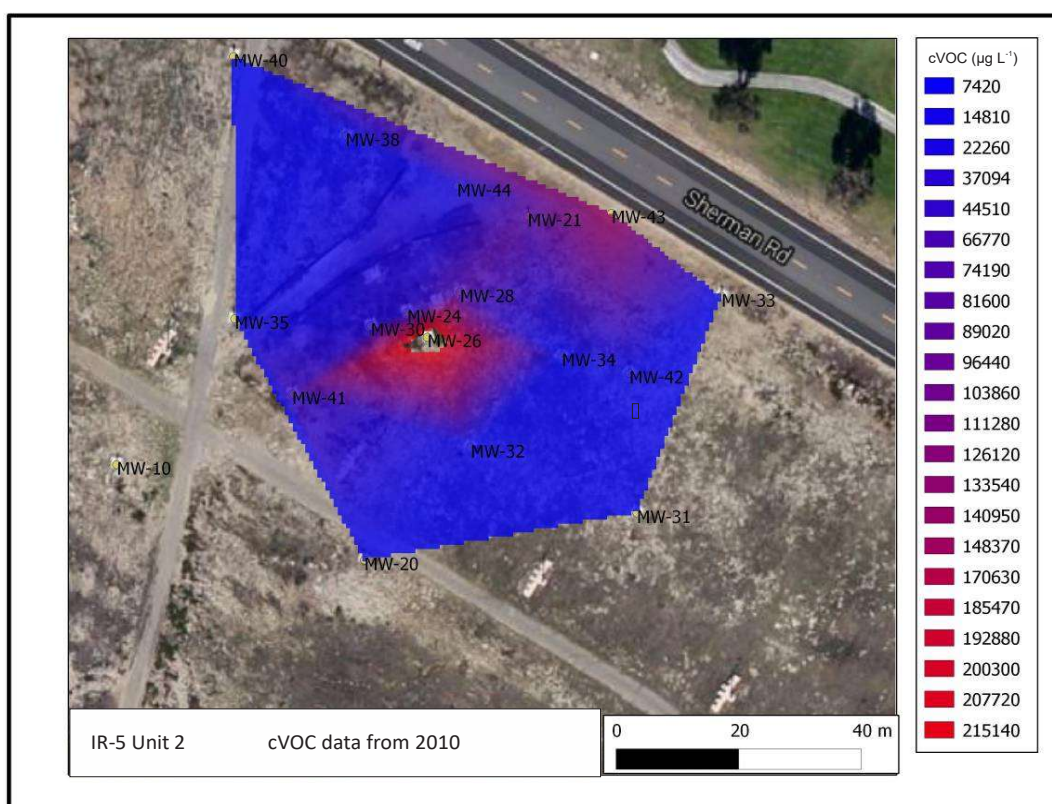 MW-40
MW-38
MW-44
MW-21
MW-43
Sherman Rd
MW-28
MW-33
MW-24
MW-35
MW-30
MW-26
MW-34
MW-42
MW-41
MW-32
MW-10
MW-31
MW-20
IR-5 Unit 2 cVOC data from 2010
0 20 40 m
cVOC (µg L⁻¹)
7420
14810
22260
37094
44510
66770
74190
81600
89020
96440
103860
111280
126120
133540
140950
148370
170630
185470
192880
200300
207720
215140